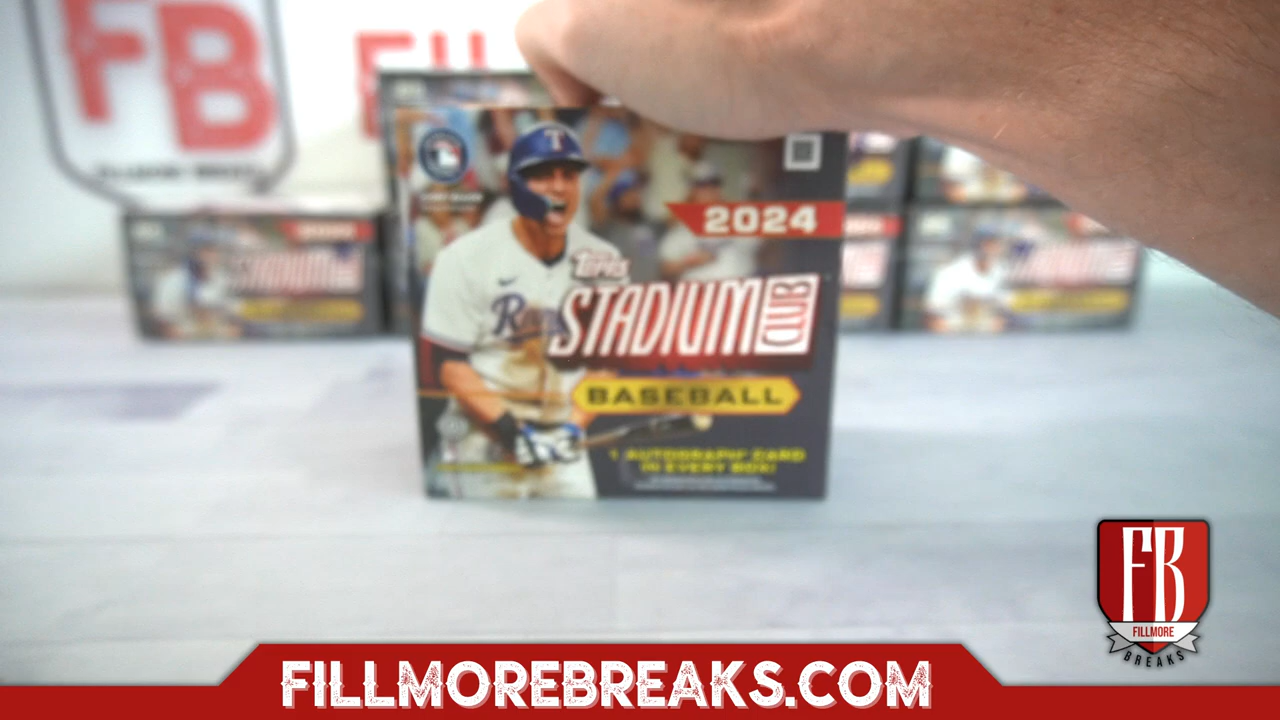 FB
2024
Topps
STADIUM
CLUB
BASEBALL
1 AUTOGRAPH CARD
IN EVERY BOX!
T
FB
FILLMORE
BREAKS
FILLMOREBREAKS.COM